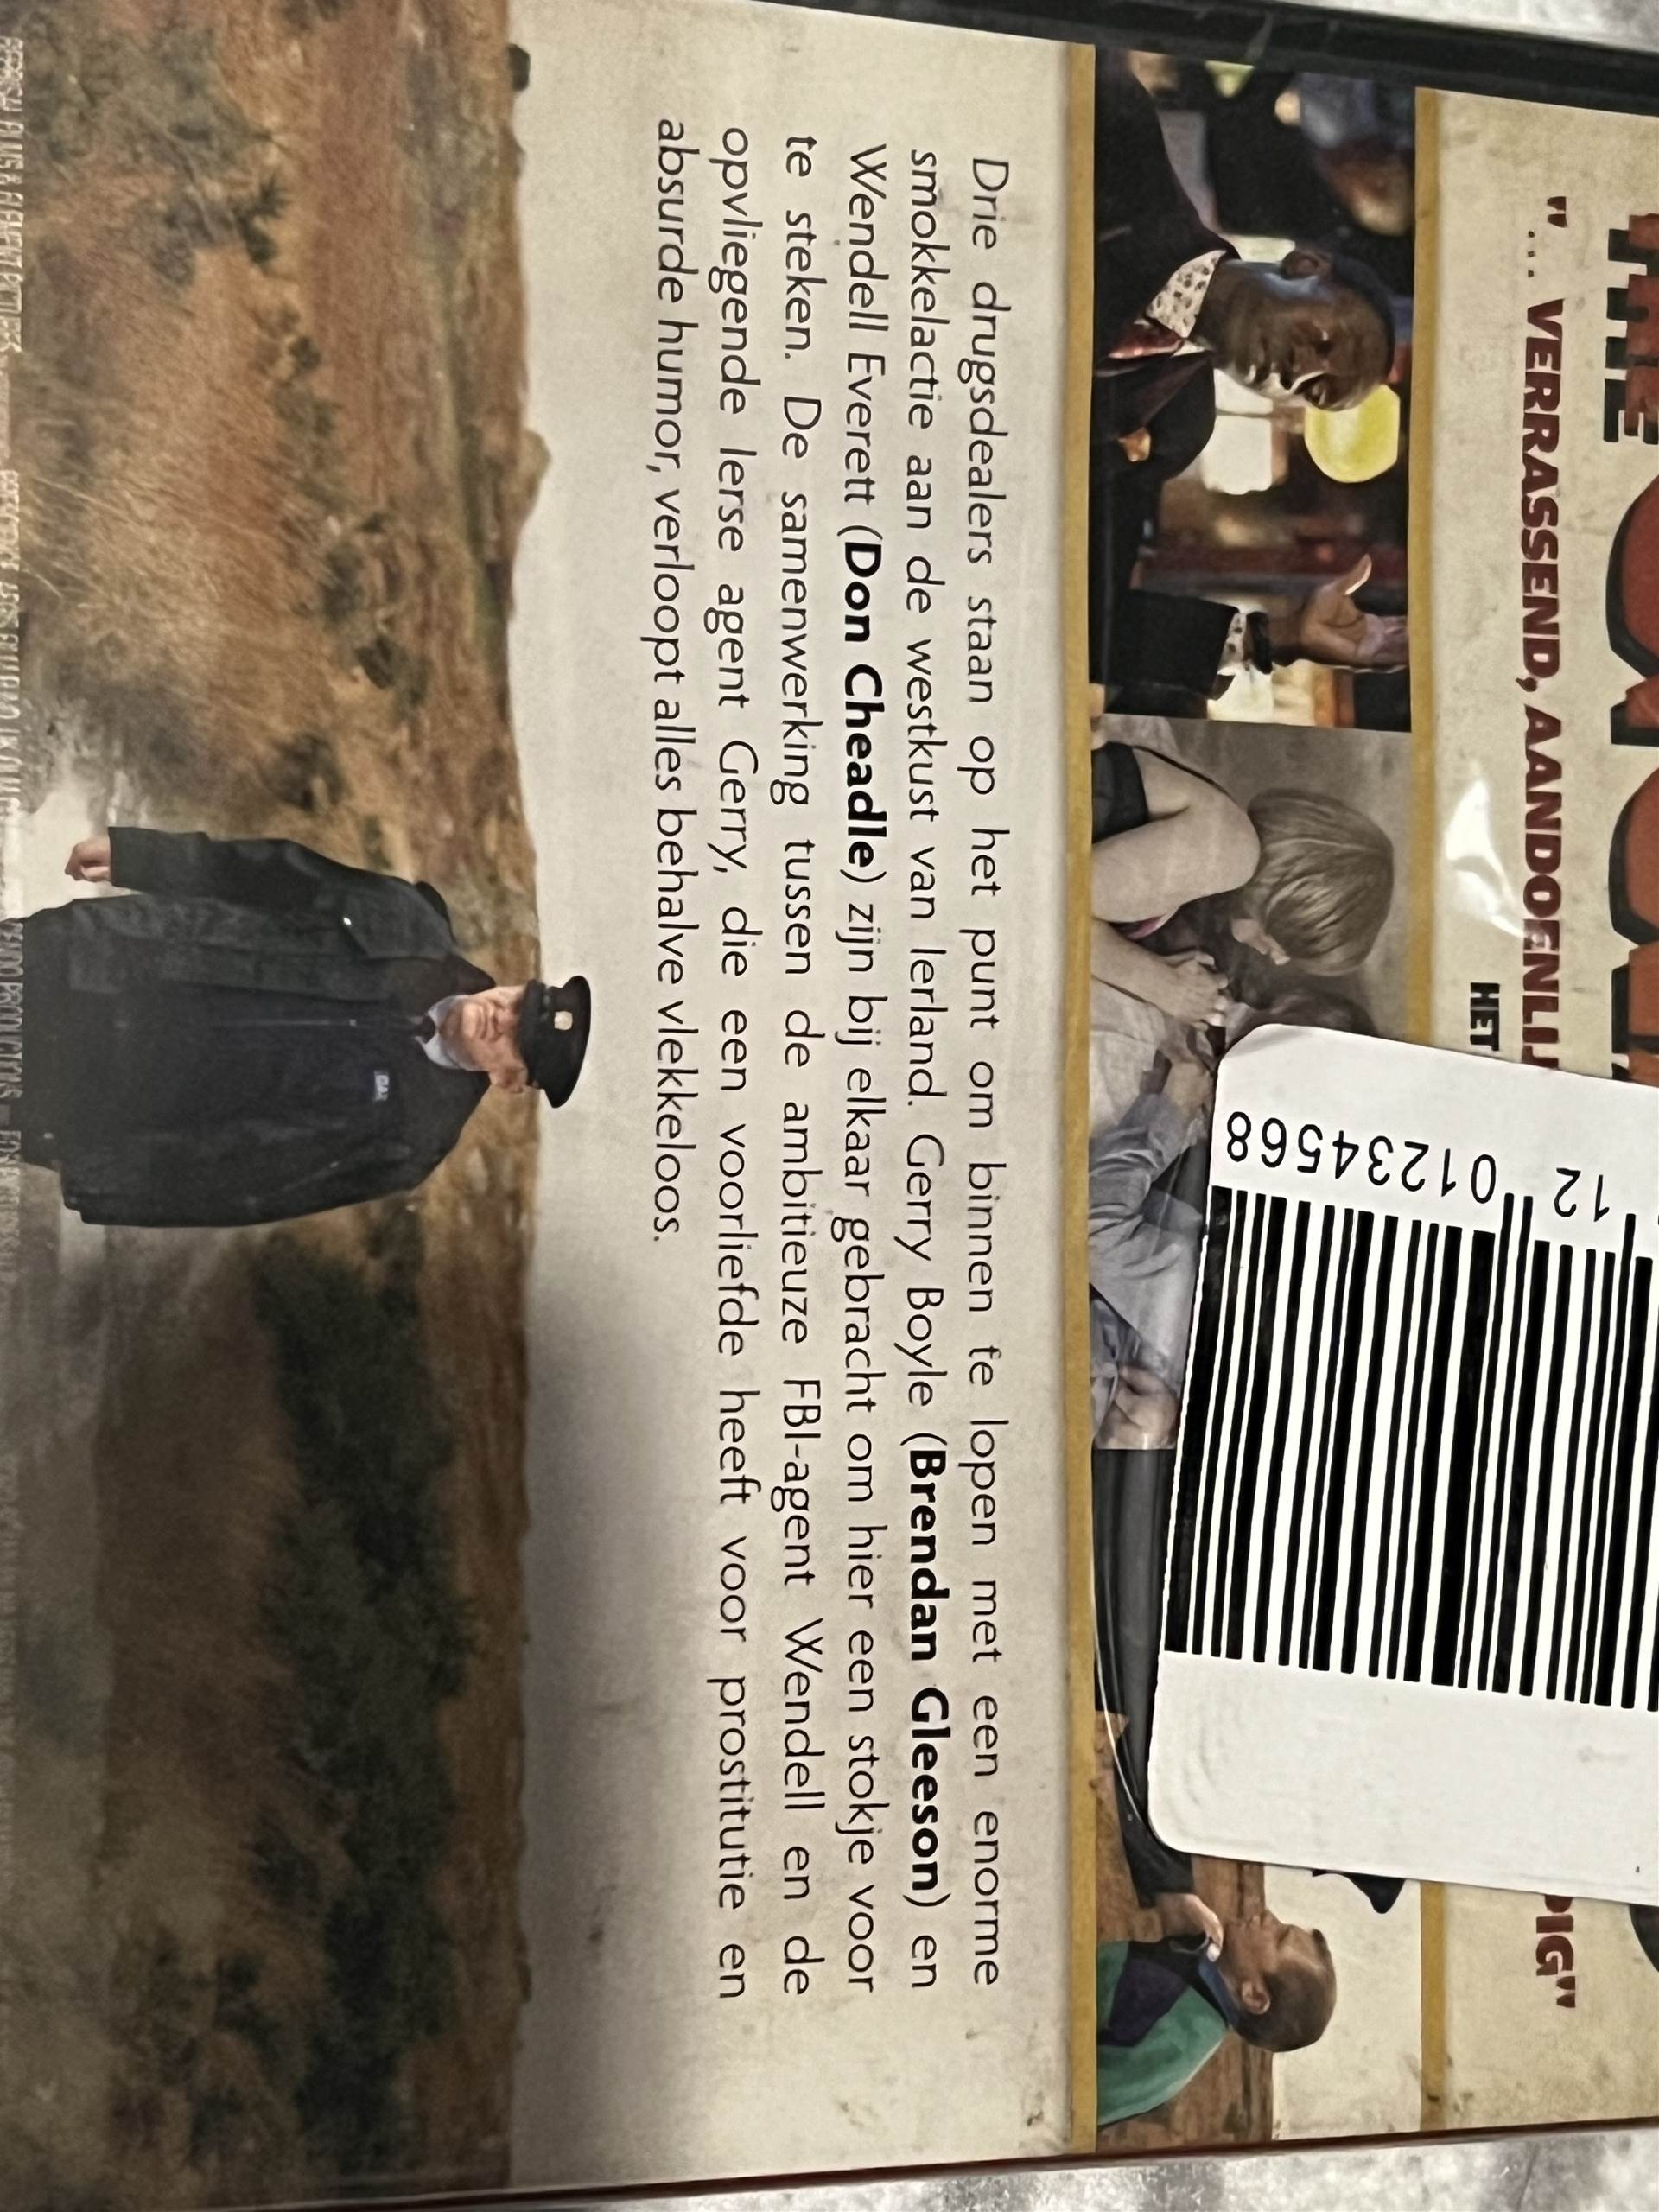 THE
"... VERRASSEND, AANDOENLIJ
PIG"
HET
12 01234568
Drie drugsdealers staan op het punt om binnen te lopen met een enorme
smokkelactie aan de westkust van Ierland. Gerry Boyle (Brendan Gleeson) en
Wendell Everett (Don Cheadle) zijn bij elkaar gebracht om hier een stokje voor
te steken. De samenwerking tussen de ambitieuze FBI-agent Wendell en de
opvliegende Ierse agent Gerry, die een voorliefde heeft voor prostitutie en
absurde humor, verloopt alles behalve vlekkeloos.